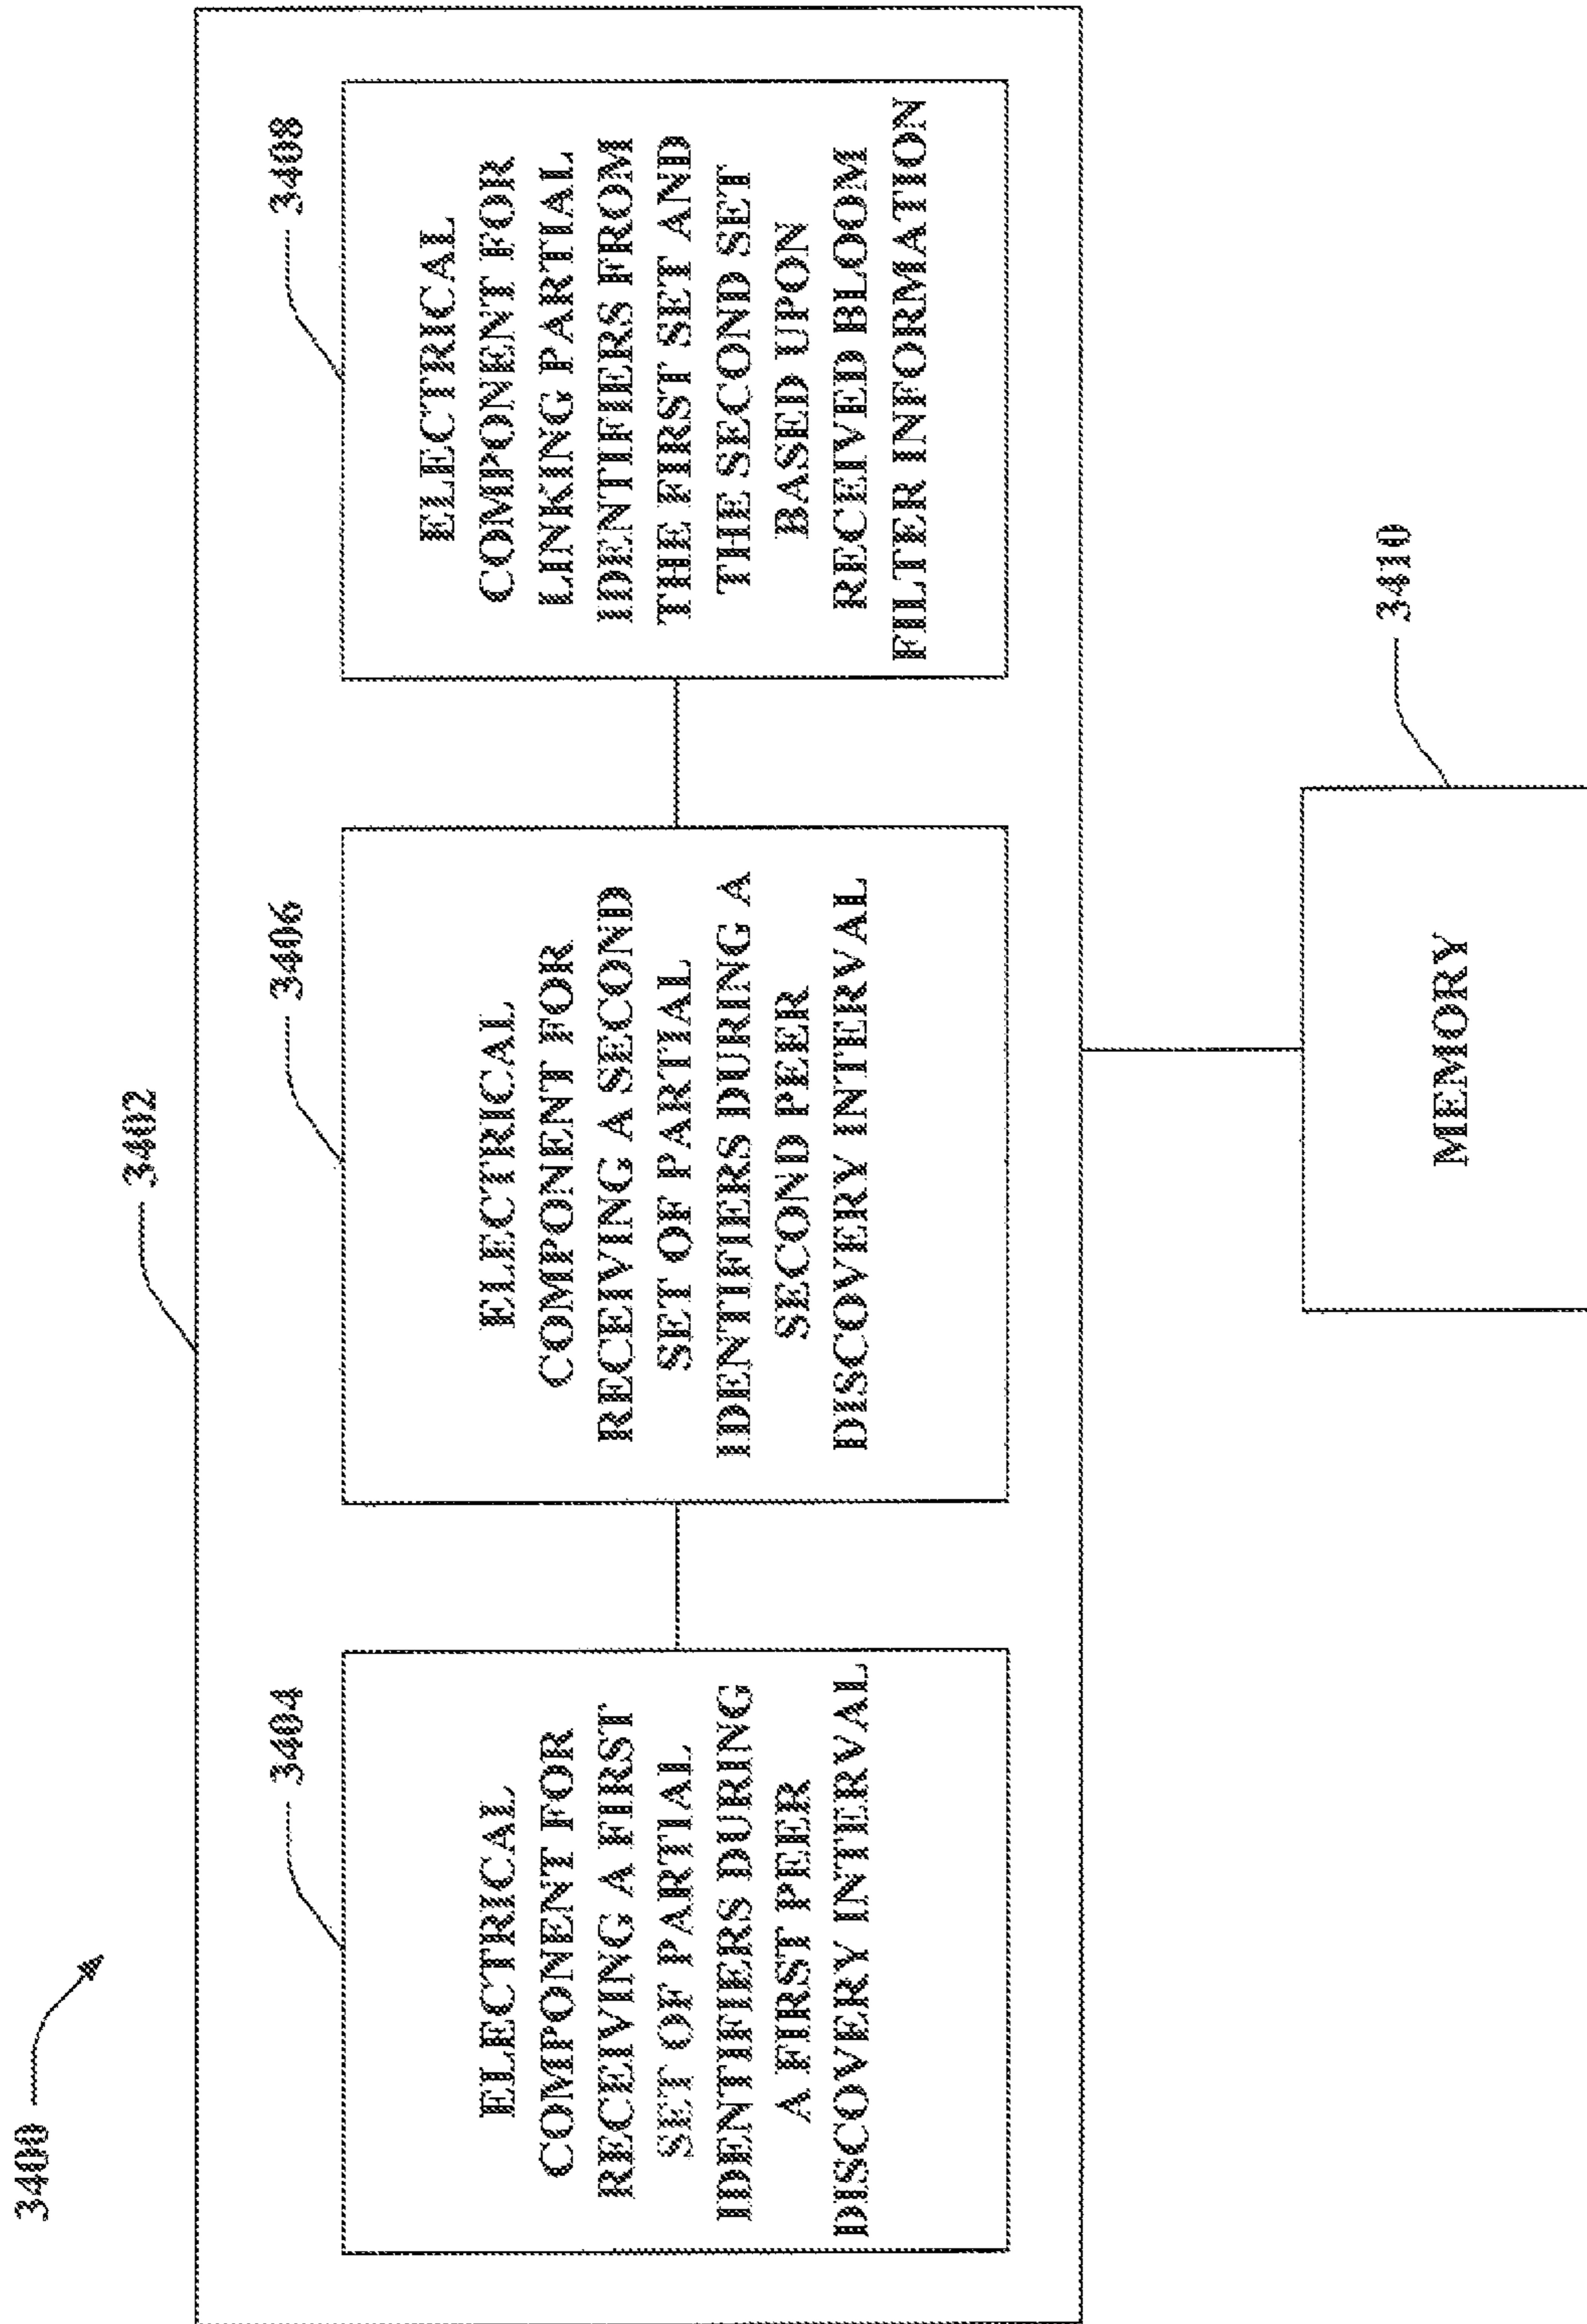 3400
3402
3404
ELECTRICAL
COMPONENT FOR
RECEIVING A FIRST
SET OF PARTIAL
IDENTIFIERS DURING
A FIRST PEER
DISCOVERY INTERVAL
3406
ELECTRICAL
COMPONENT FOR
RECEIVING A SECOND
SET OF PARTIAL
IDENTIFIERS DURING A
SECOND PEER
DISCOVERY INTERVAL
3408
ELECTRICAL
COMPONENT FOR
LINKING PARTIAL
IDENTIFIERS FROM
THE FIRST SET AND
THE SECOND SET
BASED UPON
RECEIVED BLOOM
FILTER INFORMATION
3410
MEMORY